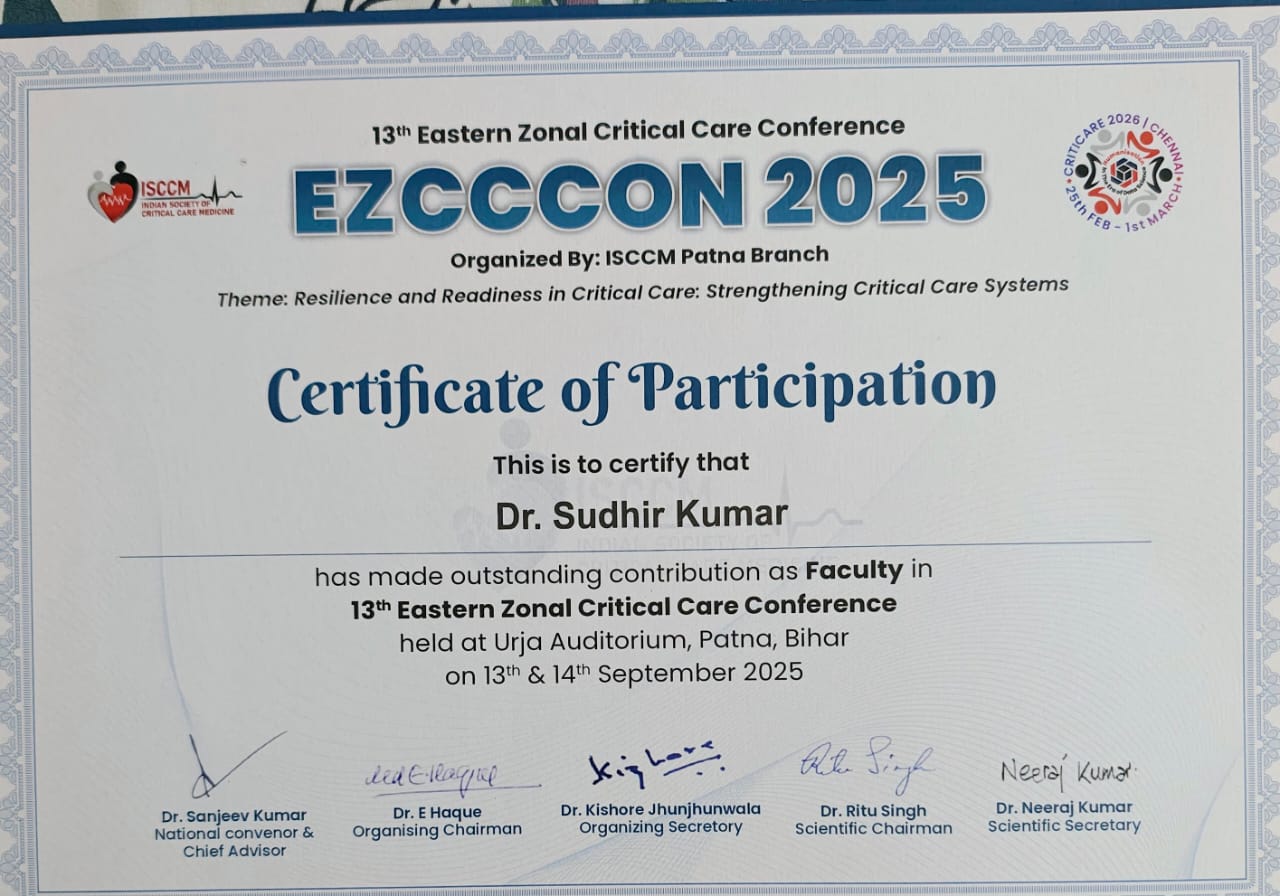 13th Eastern Zonal Critical Care Conference
EZCCCON 2025
ISCCM
INDIAN SOCIETY OF
CRITICAL CARE MEDICINE
CRITICARE 2026 | CHENNAI
25th FEB - 1st MARCH
Organized By: ISCCM Patna Branch
Theme: Resilience and Readiness in Critical Care: Strengthening Critical Care Systems
Certificate of Participation
This is to certify that
Dr. Sudhir Kumar
has made outstanding contribution as Faculty in
13th Eastern Zonal Critical Care Conference
held at Urja Auditorium, Patna, Bihar
on 13th & 14th September 2025
Kishore
Ritu Singh
Neeraj Kumar
Dr. Sanjeev Kumar
National convenor &
Chief Advisor
Dr. E Haque
Organising Chairman
Dr. Kishore Jhunjhunwala
Organizing Secretory
Dr. Ritu Singh
Scientific Chairman
Dr. Neeraj Kumar
Scientific Secretary